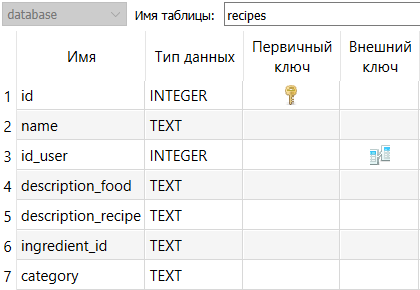 database Имя таблицы: recipes
Имя Тип данных Первичный ключ Внешний ключ
1 id INTEGER
2 name TEXT
3 id_user INTEGER
4 description_food TEXT
5 description_recipe TEXT
6 ingredient_id TEXT
7 category TEXT